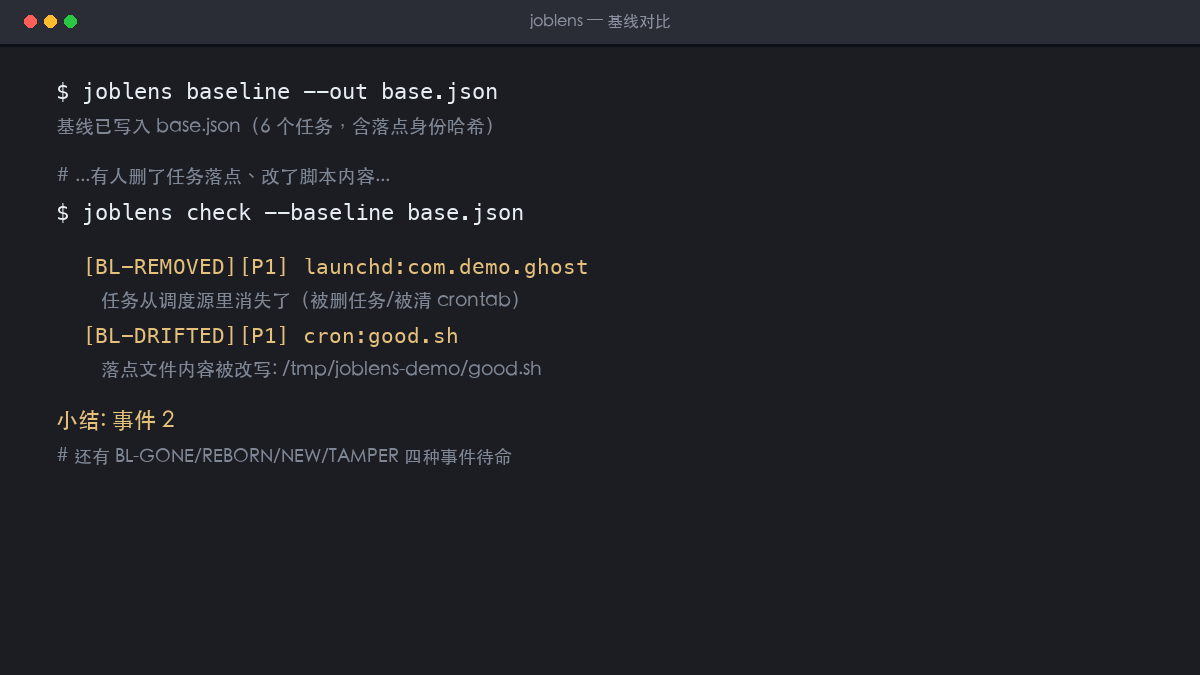 joblens — 基线对比
$ joblens baseline --out base.json
基线已写入 base.json（6 个任务，含落点身份哈希）
# ...有人删了任务落点、改了脚本内容...
$ joblens check --baseline base.json
[BL-REMOVED][P1] launchd:com.demo.ghost
任务从调度源里消失了（被删任务/被清 crontab）
[BL-DRIFTED][P1] cron:good.sh
落点文件内容被改写: /tmp/joblens-demo/good.sh
小结: 事件 2
# 还有 BL-GONE/REBORN/NEW/TAMPER 四种事件待命